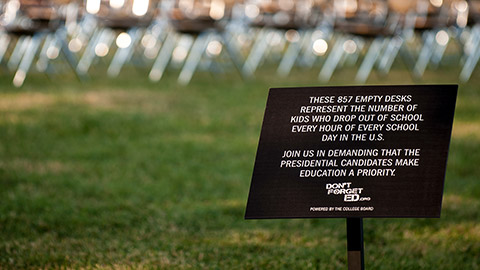 THESE 857 EMPTY DESKS
REPRESENT THE NUMBER OF
KIDS WHO DROP OUT OF SCHOOL
EVERY HOUR OF EVERY SCHOOL
DAY IN THE U.S.
JOIN US IN DEMANDING THAT THE
PRESIDENTIAL CANDIDATES MAKE
EDUCATION A PRIORITY.
DON'T
FORGET
ED.ORG
POWERED BY THE COLLEGE BOARD